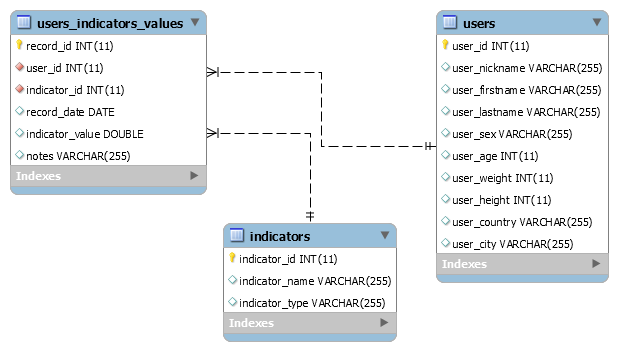 users_indicators_values
record_id INT(11)
user_id INT(11)
indicator_id INT(11)
record_date DATE
indicator_value DOUBLE
notes VARCHAR(255)
Indexes
users
user_id INT(11)
user_nickname VARCHAR(255)
user_firstname VARCHAR(255)
user_lastname VARCHAR(255)
user_sex VARCHAR(255)
user_age INT(11)
user_weight INT(11)
user_height INT(11)
user_country VARCHAR(255)
user_city VARCHAR(255)
Indexes
indicators
indicator_id INT(11)
indicator_name VARCHAR(255)
indicator_type VARCHAR(255)
Indexes